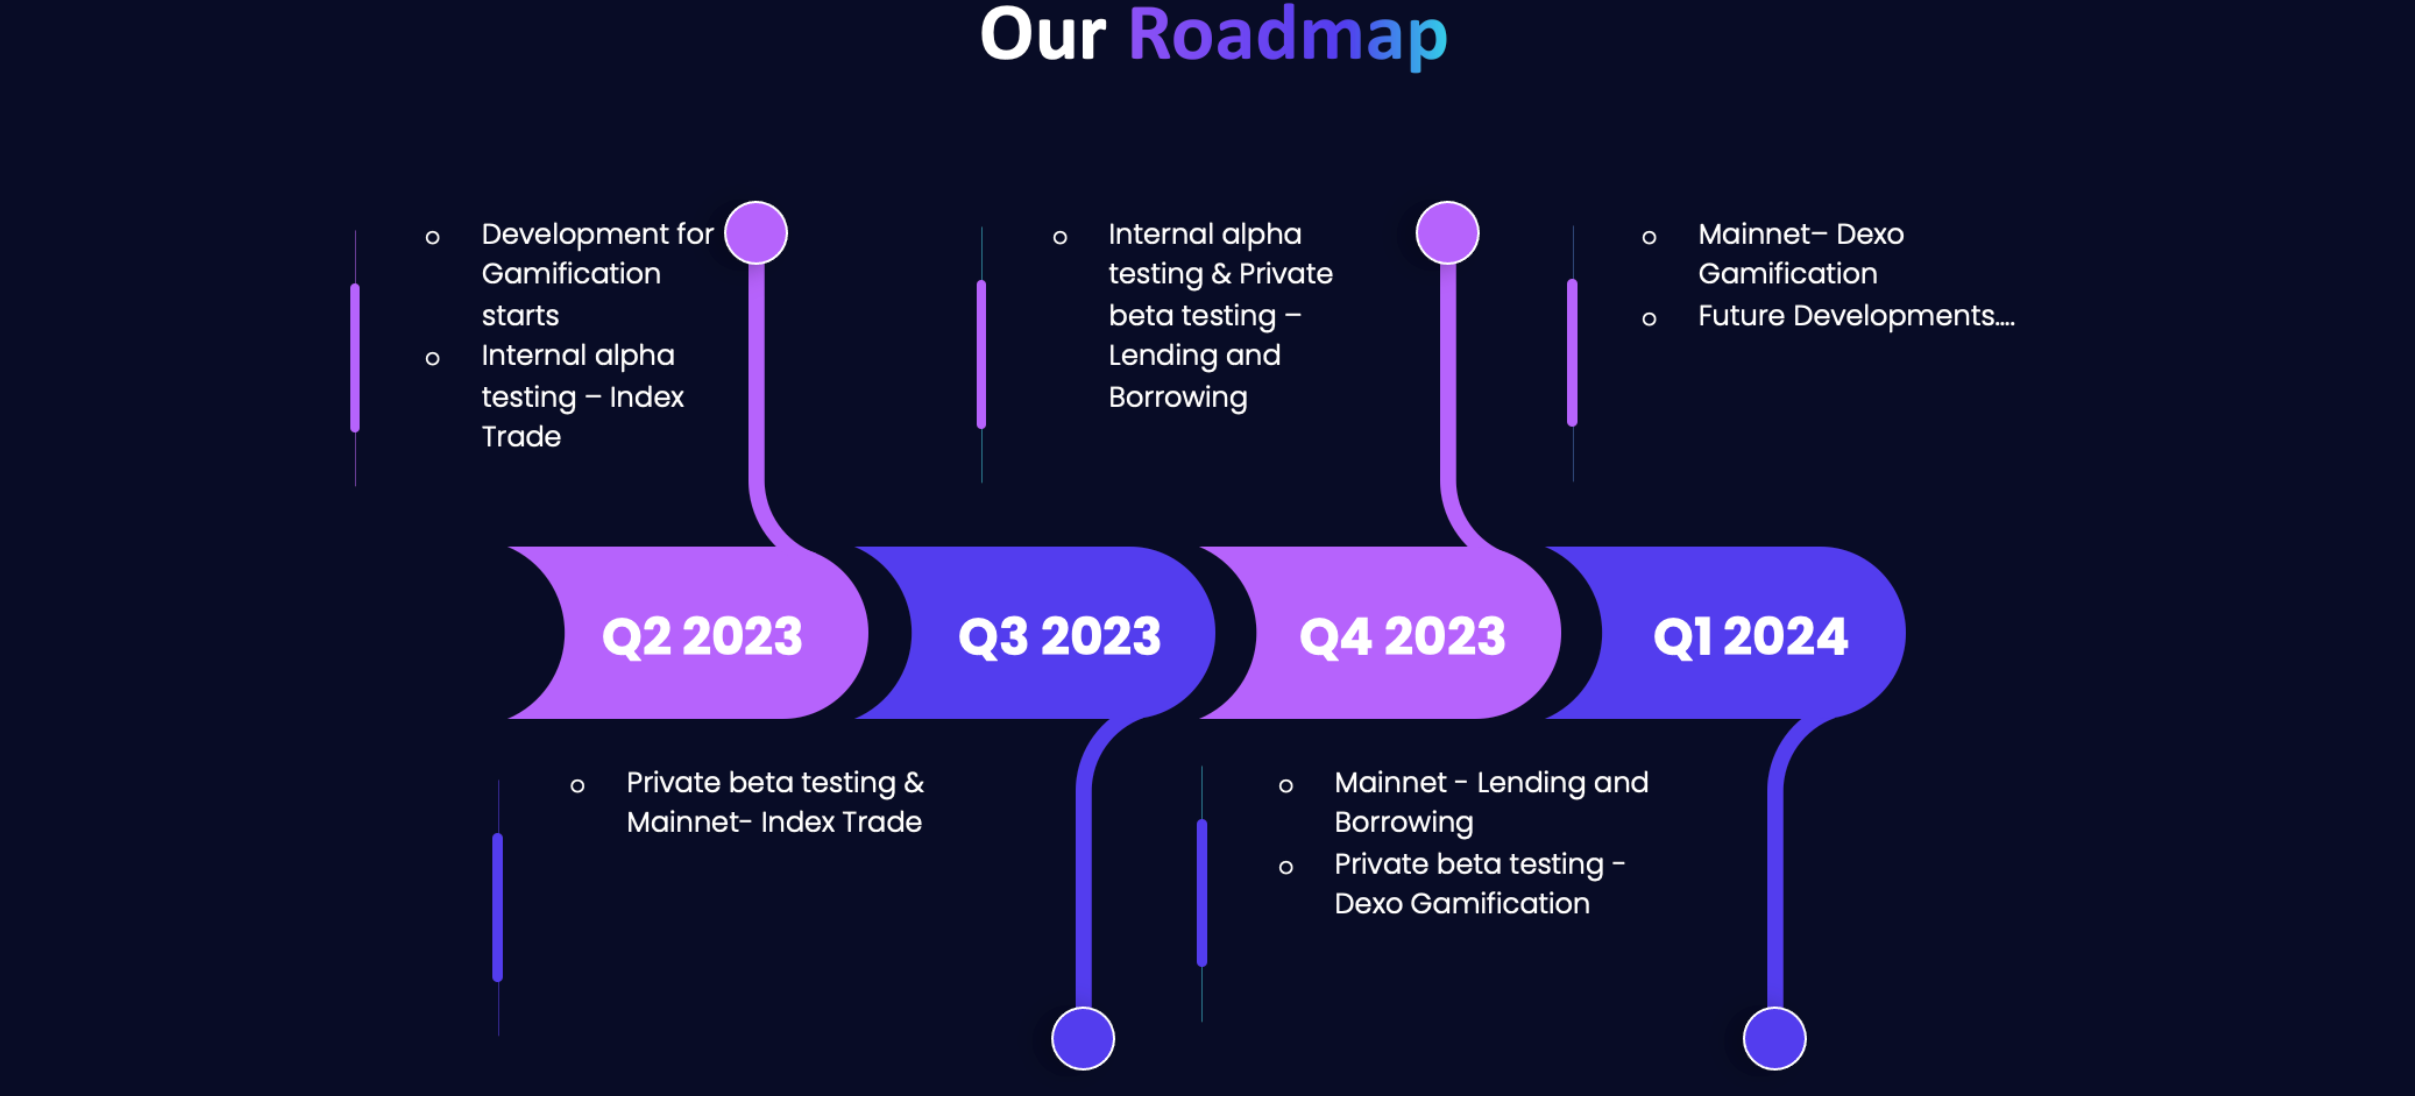 Our Roadmap
Development for
Gamification
starts
Internal alpha
testing – Index
Trade
Internal alpha
testing & Private
beta testing –
Lending and
Borrowing
Mainnet– Dexo
Gamification
Future Developments....
Q2 2023
Q3 2023
Q4 2023
Q1 2024
Private beta testing &
Mainnet- Index Trade
Mainnet - Lending and
Borrowing
Private beta testing -
Dexo Gamification